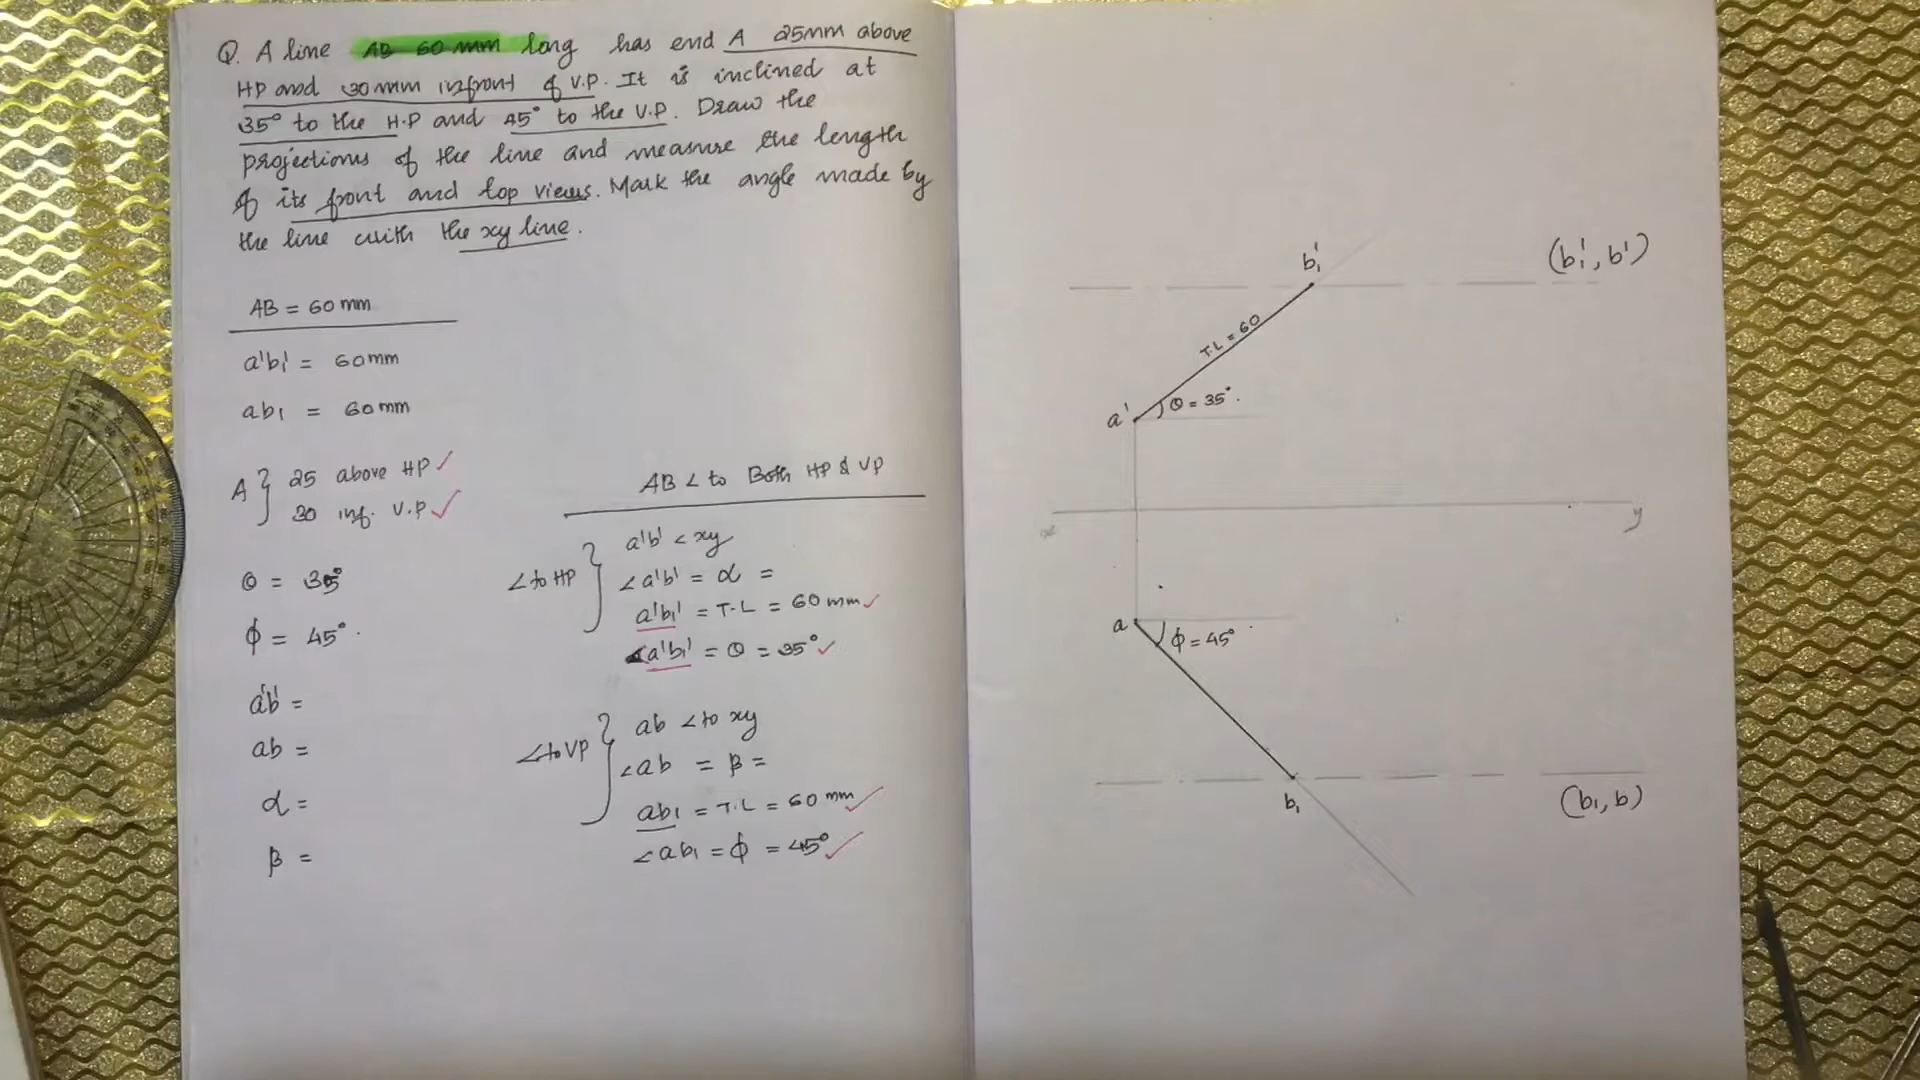 Q. A line AB 60 mm long has end A 25mm above
HP and 30 mm infront of V.P. It is inclined at
35° to the H.P and 45° to the V.P. Draw the
projections of the line and measure the length
of its front and top views. Mark the angle made by
the line with the xy line.
AB = 60 mm
a'b₁' = 60mm
ab₁ = 60mm
A } 25 above HP ✓
30 inf. V.P ✓
θ = 35°
ϕ = 45°.
a'b' =
ab =
α =
β =
AB ∠ to Both HP & VP
∠ to HP
a'b' < xy
∠ a'b' = α =
a'b₁' = T.L = 60 mm ✓
∠a'b₁' = θ = 35° ✓
∠ to VP
ab ∠ to xy
∠ab = β =
ab₁ = T.L = 60 mm ✓
∠ab₁ = ϕ = 45° ✓
b₁'
(b₁', b')
T.L = 60
a'
θ = 35°.
x
y
a
ϕ = 45°
b₁
(b₁, b)